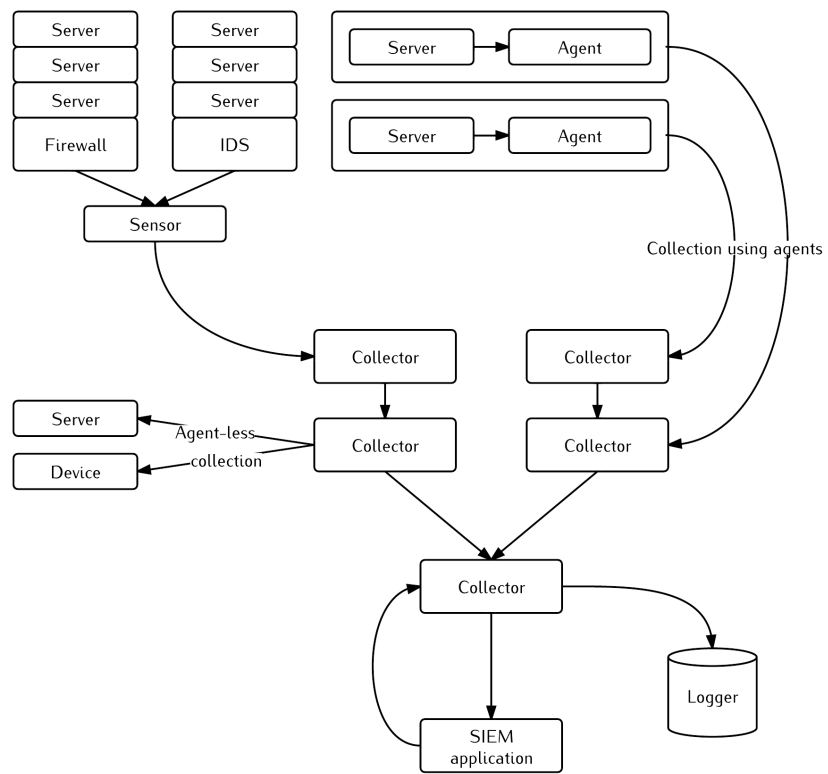 Server
Server
Server
Firewall
Server
Server
Server
IDS
Server
Agent
Server
Agent
Sensor
Collection using agents
Collector
Collector
Server
Device
Agent-less
collection
Collector
Collector
Collector
Logger
SIEM
application